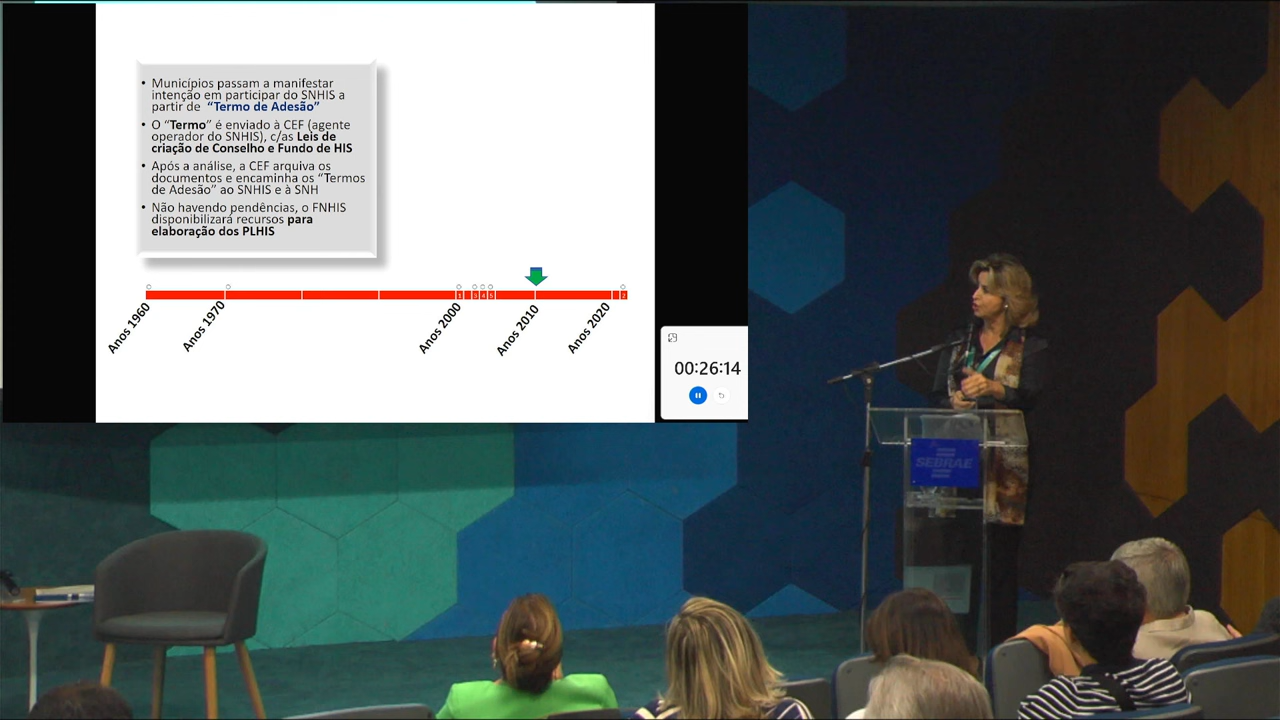 • Municípios passam a manifestar
intenção em participar do SNHIS a
partir de “Termo de Adesão”
• O “Termo” é enviado à CEF (agente
operador do SNHIS), c/as Leis de
criação de Conselho e Fundo de HIS
• Após a análise, a CEF arquiva os
documentos e encaminha os “Termos
de Adesão” ao SNHIS e à SNH
• Não havendo pendências, o FNHIS
disponibilizará recursos para
elaboração dos PLHIS
Anos 1960
Anos 1970
Anos 2000
Anos 2010
Anos 2020
00:26:14
SEBRAE